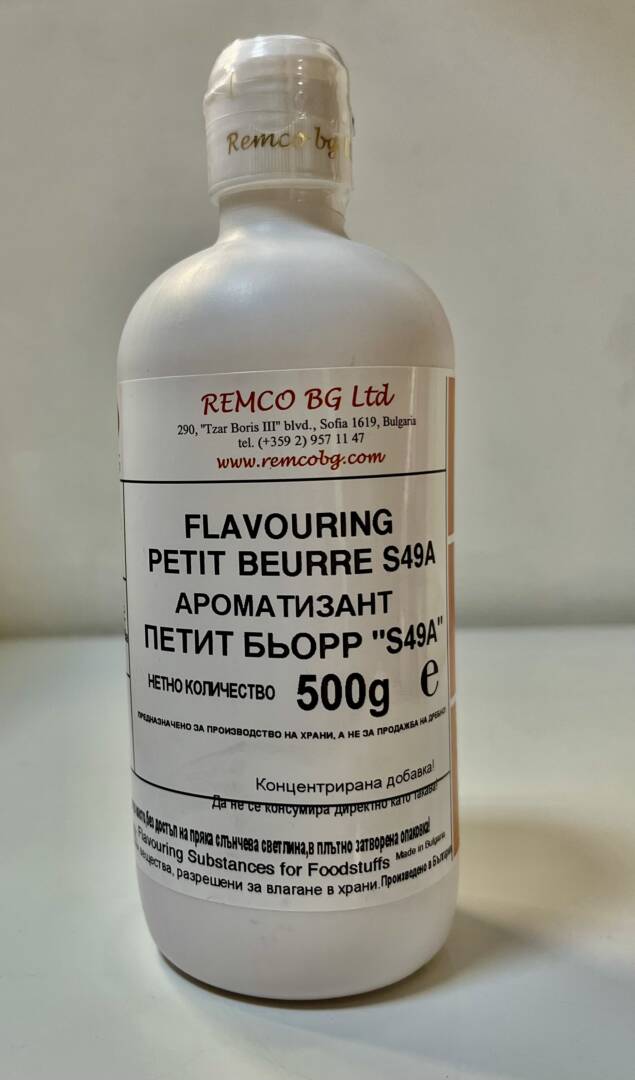 Remco bg
REMCO BG Ltd
290, "Tzar Boris III" blvd., Sofia 1619, Bulgaria
tel. (+359 2) 957 11 47
www.remcobg.com
FLAVOURING
PETIT BEURRE S49A
АРОМАТИЗАНТ
ПЕТИТ БЬОРР "S49A"
НЕТНО КОЛИЧЕСТВО 500g e
ПРЕДНАЗНАЧЕНО ЗА ПРОИЗВОДСТВО НА ХРАНИ, А НЕ ЗА ПРОДАЖБА НА ДРЕБНО!
Концентрирана добавка!
Да не се консумира директно като такава!
без достъп на пряка слънчева светлина,в плътно затворена опаковка!
Flavouring Substances for Foodstuffs Made in Bulgaria
вещества, разрешени за влагане в храни. Произведено в България